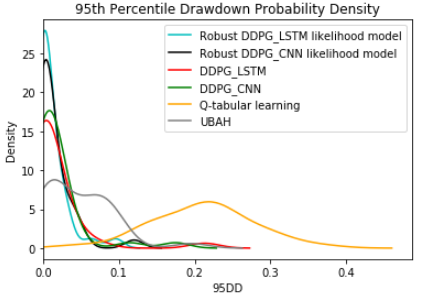 95th Percentile Drawdown Probability Density
Density
25
20
15
10
5
0
Robust DDPG_LSTM likelihood model
Robust DDPG_CNN likelihood model
DDPG_LSTM
DDPG_CNN
Q-tabular learning
UBAH
0.0 0.1 0.2 0.3 0.4
95DD